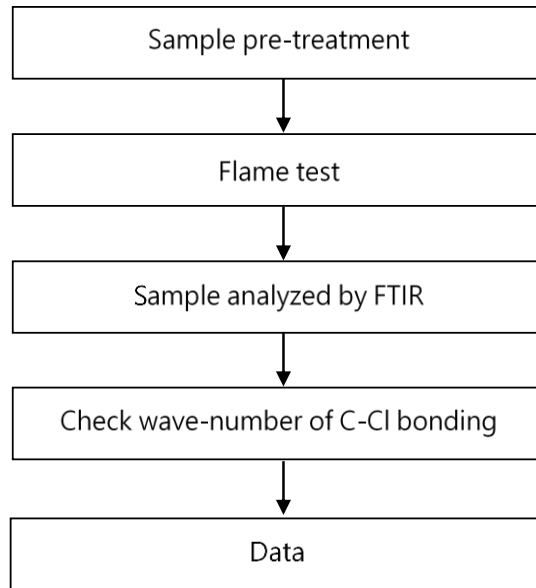 Sample pre-treatment
Flame test
Sample analyzed by FTIR
Check wave-number of C-Cl bonding
Data